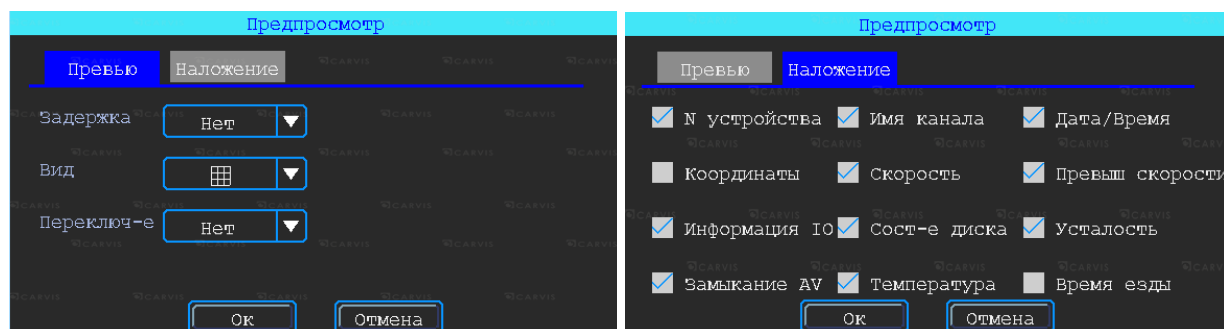 Предпросмотр
Превью Наложение
Задержка Нет
Вид
Переключ-е Нет
Ок Отмена
Предпросмотр
Превью Наложение
N устройства Имя канала Дата/Время
Координаты Скорость Превыш скорости
Информация IO Сост-е диска Усталость
Замыкание AV Температура Время езды
Ок Отмена
CARVIS